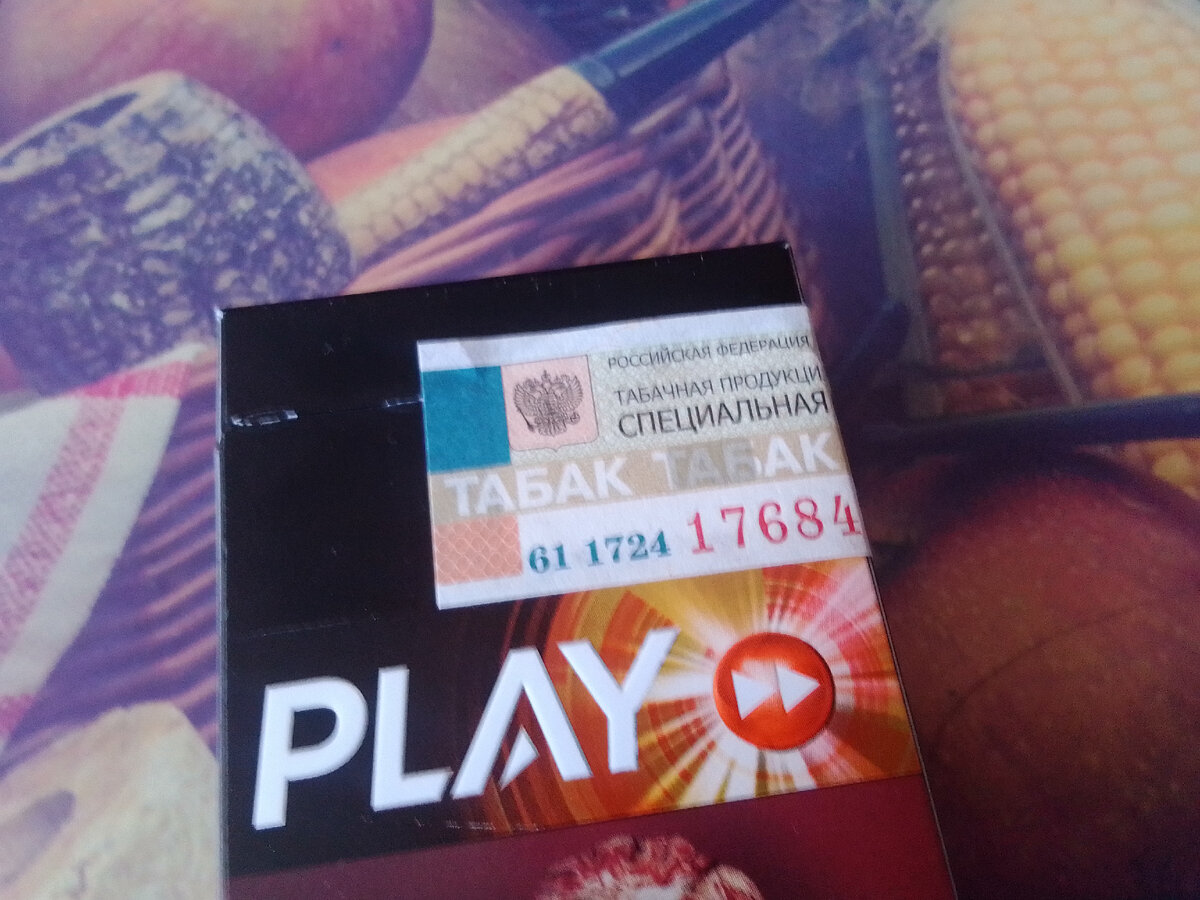 РОССИЙСКАЯ ФЕДЕРАЦИЯ
ТАБАЧНАЯ ПРОДУКЦИ
СПЕЦИАЛЬНАЯ
ТАБАК ТАБАК
61 1724 17684
PLAY